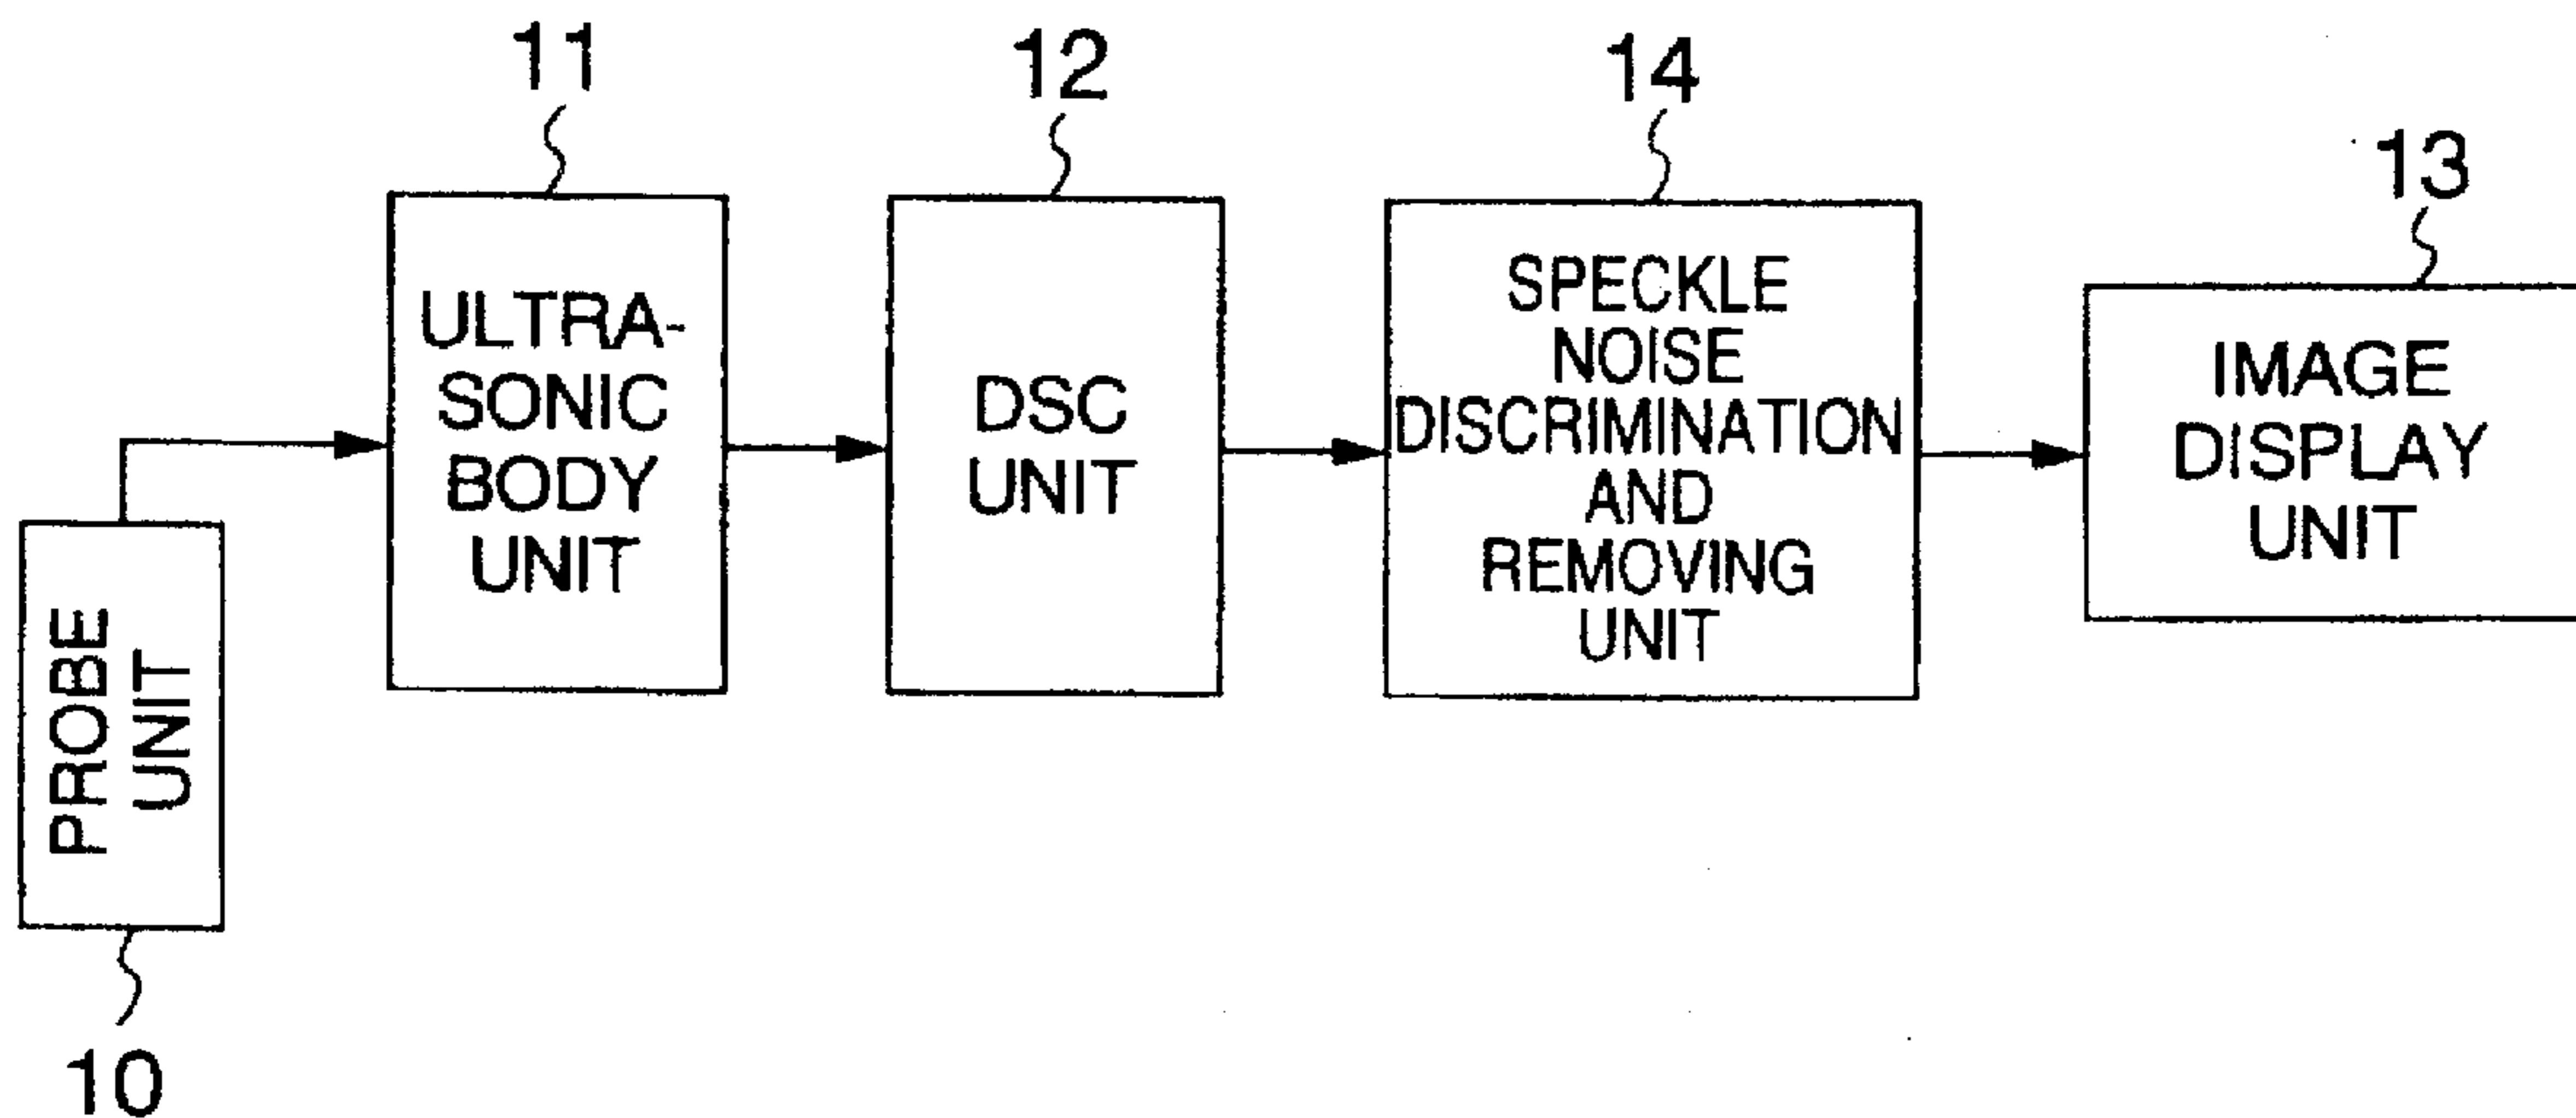 11
12
14
13
ULTRA-
SONIC
BODY
UNIT
DSC
UNIT
SPECKLE
NOISE
DISCRIMINATION
AND
REMOVING
UNIT
IMAGE
DISPLAY
UNIT
PROBE
UNIT
10